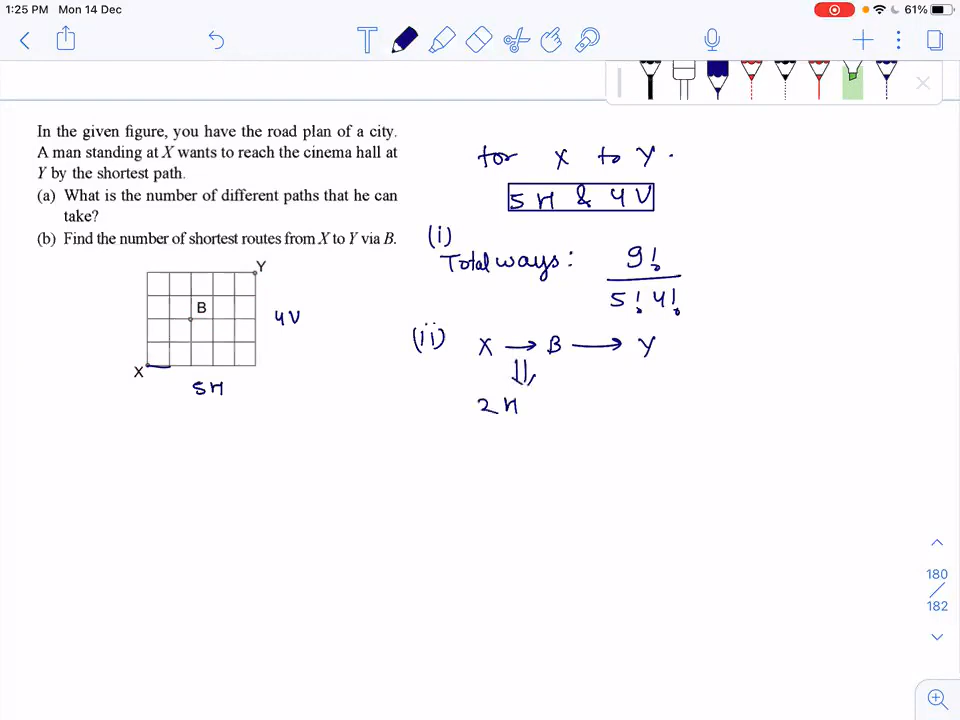 1:25 PM Mon 14 Dec
61%
In the given figure, you have the road plan of a city.
A man standing at X wants to reach the cinema hall at
Y by the shortest path.
(a) What is the number of different paths that he can
take?
(b) Find the number of shortest routes from X to Y via B.
Y
B
4V
X
5H
for X to Y.
5H & 4V
(i)
Total ways: 9!
5! 4!
(ii) X → B → Y
⇓
2H
180
/
182